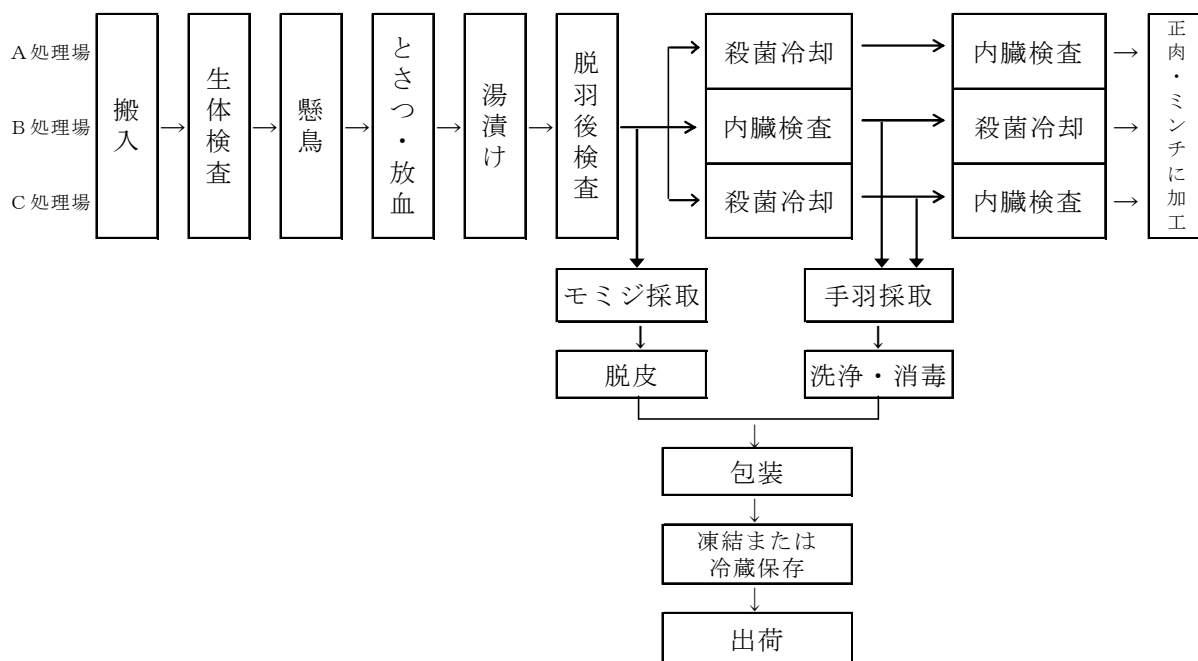 A処理場
B処理場
C処理場
搬入
生体検査
懸鳥
とさつ・放血
湯漬け
脱羽後検査
殺菌冷却
内臓検査
内臓検査
殺菌冷却
殺菌冷却
内臓検査
正肉・ミンチに加工
モミジ採取
手羽採取
脱皮
洗浄・消毒
包装
凍結または
冷蔵保存
出荷